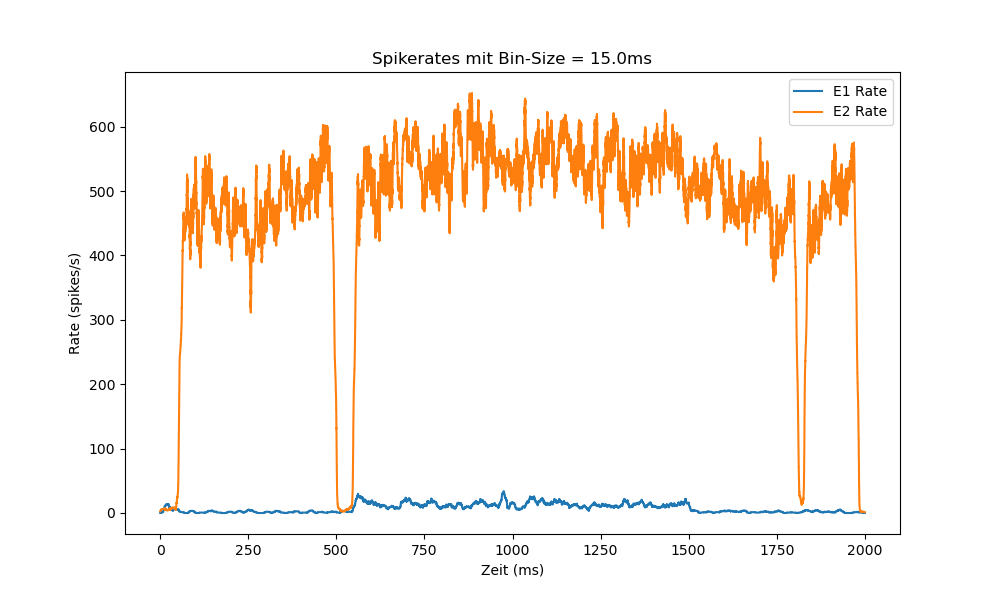 Spikerates mit Bin-Size = 15.0ms
E1 Rate
E2 Rate
Rate (spikes/s)
600
500
400
300
200
100
0
0 250 500 750 1000 1250 1500 1750 2000
Zeit (ms)